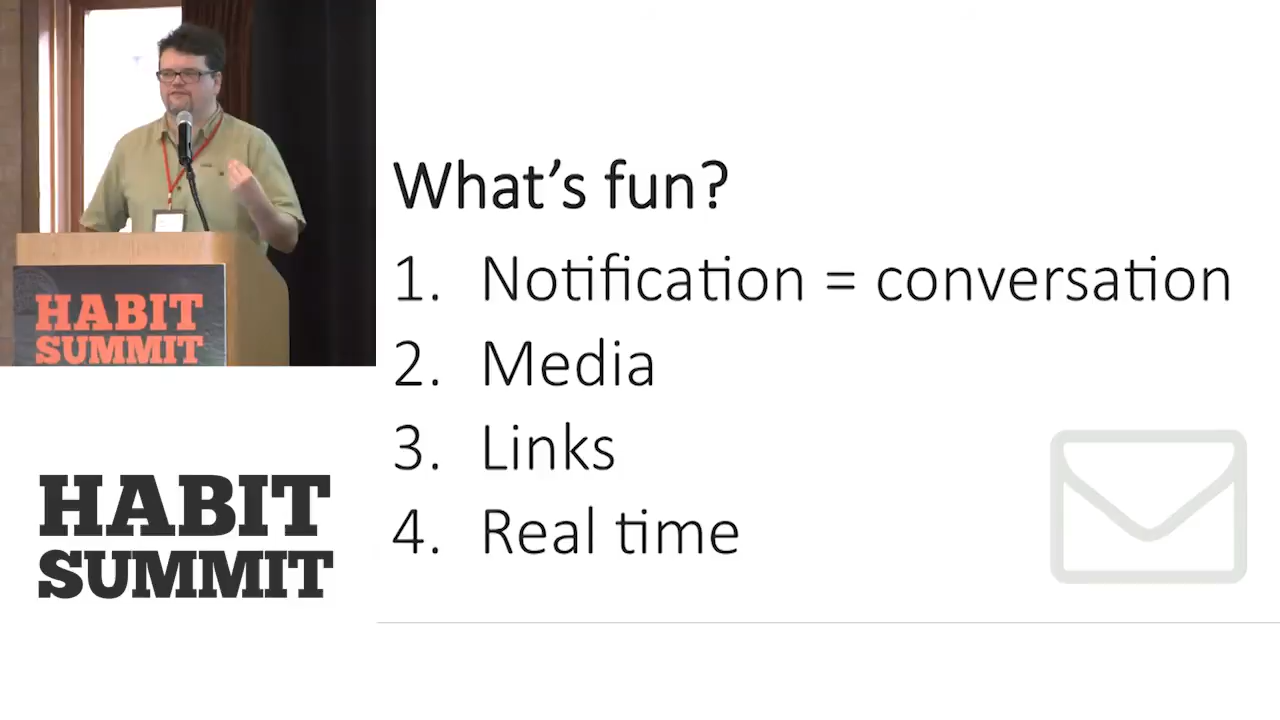 HABIT
SUMMIT
HABIT
SUMMIT
What's fun?
1. Notification = conversation
2. Media
3. Links
4. Real time